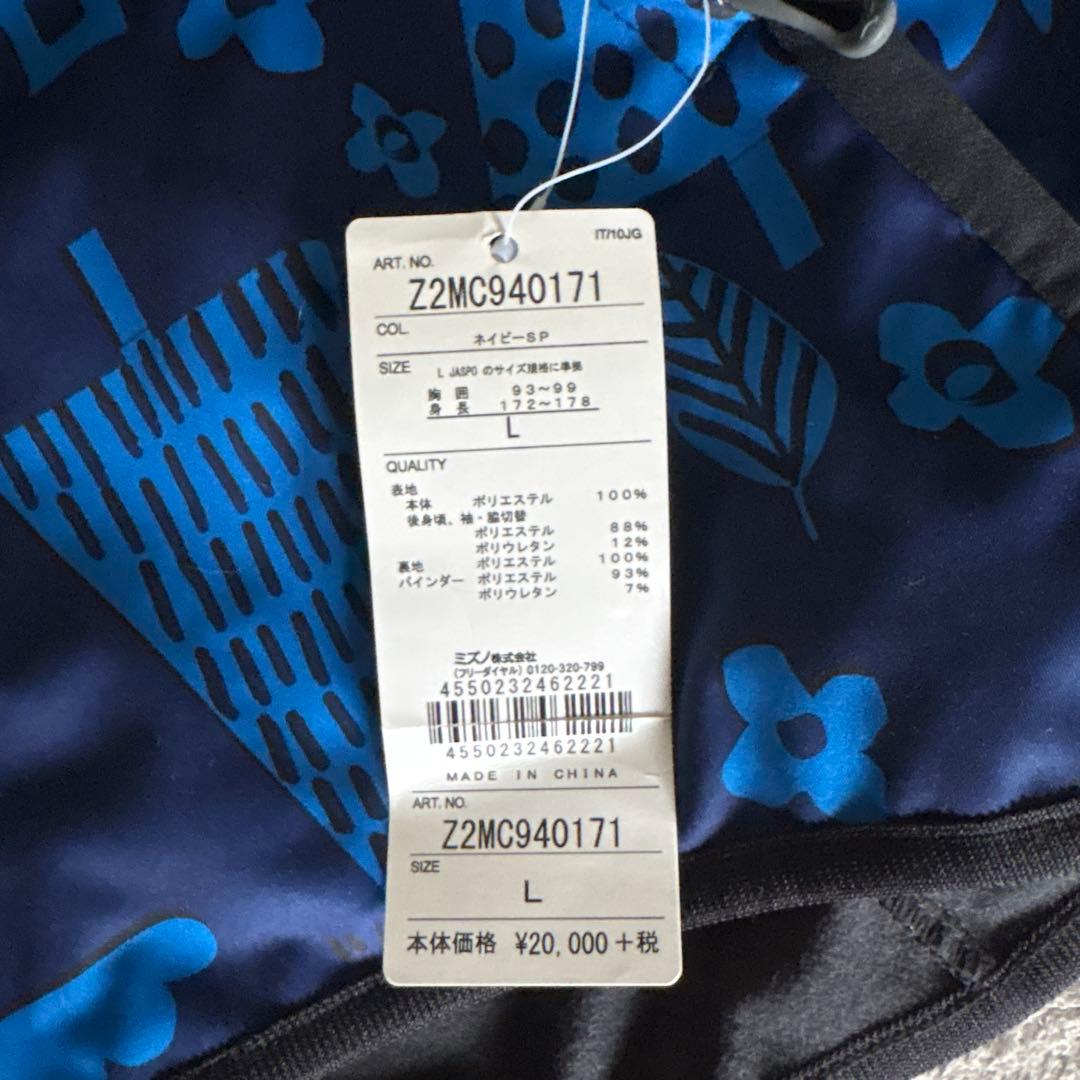 IT/10JG
ART. NO.
Z2MC940171
COL.
ネイビーSP
SIZE
L JASPO のサイズ規格に準拠
胸 囲 93～99
身 長 172～178
L
QUALITY
表地
本体 ポリエステル 100%
後身頃、袖・脇切替
ポリエステル 88%
ポリウレタン 12%
裏地 ポリエステル 100%
バインダー ポリエステル 93%
ポリウレタン 7%
ミズノ株式会社
(フリーダイヤル) 0120-320-799
4550232462221
4550232462221
MADE IN CHINA
ART. NO.
Z2MC940171
SIZE
L
本体価格 ¥20,000+税